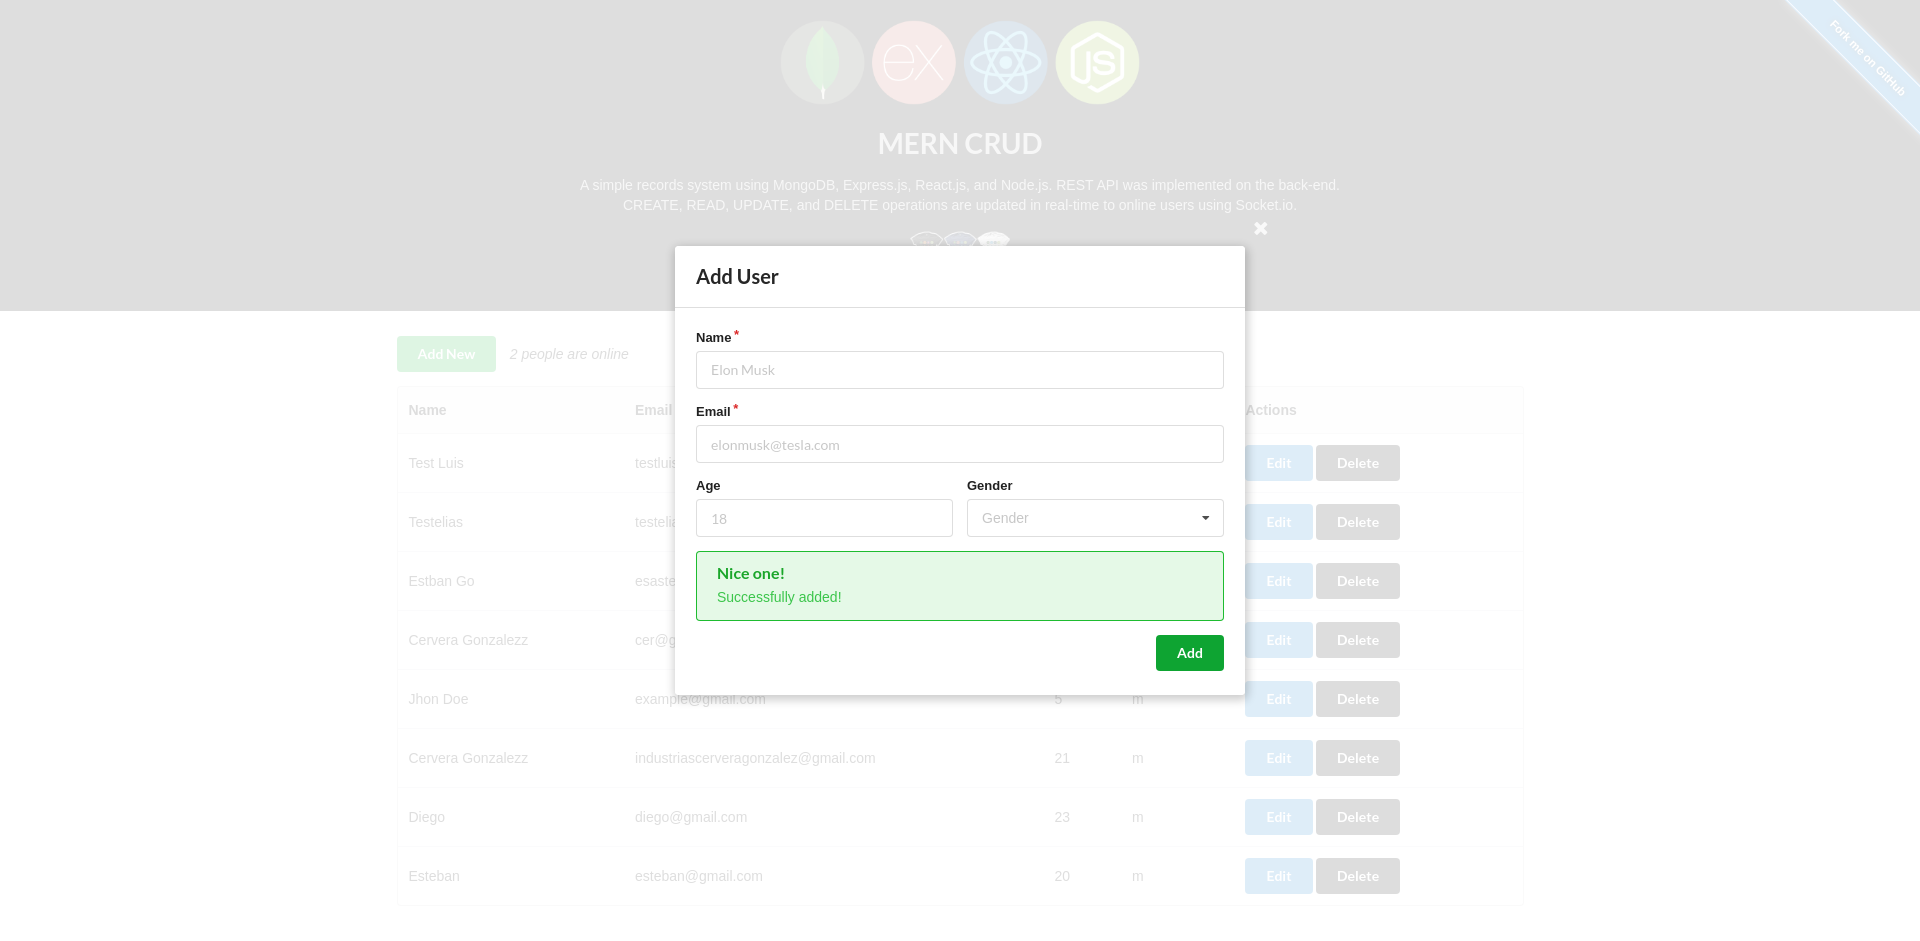 Fork me on GitHub
ex
JS
MERN CRUD
A simple records system using MongoDB, Express.js, React.js, and Node.js. REST API was implemented on the back-end.
CREATE, READ, UPDATE, and DELETE operations are updated in real-time to online users using Socket.io.
Add User
Name *
Elon Musk
Email *
elonmusk@tesla.com
Age Gender
18 Gender
Nice one!
Successfully added!
Add
Add New 2 people are online
Name Email Actions
Test Luis testluis Edit Delete
Testelias testelia Edit Delete
Estban Go esaste Edit Delete
Cervera Gonzalezz cer@g Edit Delete
Jhon Doe example@gmail.com 5 m Edit Delete
Cervera Gonzalezz industriascerveragonzalez@gmail.com 21 m Edit Delete
Diego diego@gmail.com 23 m Edit Delete
Esteban esteban@gmail.com 20 m Edit Delete